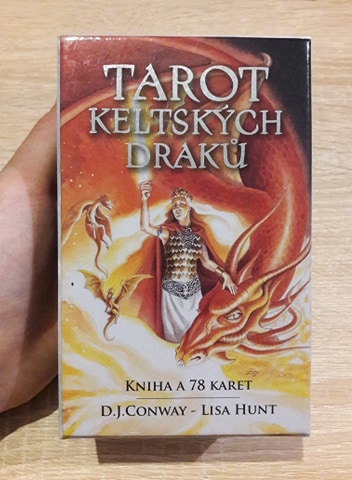 TAROT
KELTSKÝCH
DRAKŮ
KNIHA A 78 KARET
D.J.CONWAY - LISA HUNT